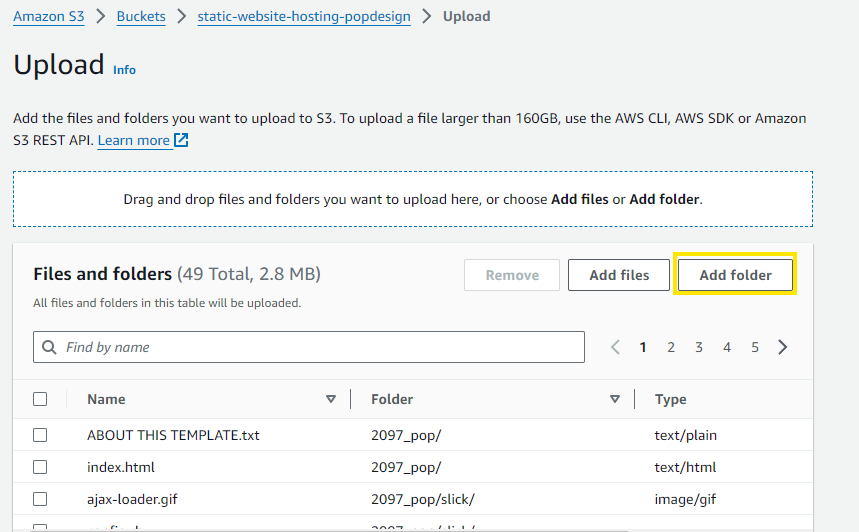 Amazon S3 > Buckets > static-website-hosting-popdesign > Upload
Upload Info
Add the files and folders you want to upload to S3. To upload a file larger than 160GB, use the AWS CLI, AWS SDK or Amazon
S3 REST API. Learn more
Drag and drop files and folders you want to upload here, or choose Add files or Add folder.
Files and folders (49 Total, 2.8 MB) Remove Add files Add folder
All files and folders in this table will be uploaded.
Find by name 1 2 3 4 5
Name Folder Type
ABOUT THIS TEMPLATE.txt 2097_pop/ text/plain
index.html 2097_pop/ text/html
ajax-loader.gif 2097_pop/slick/ image/gif